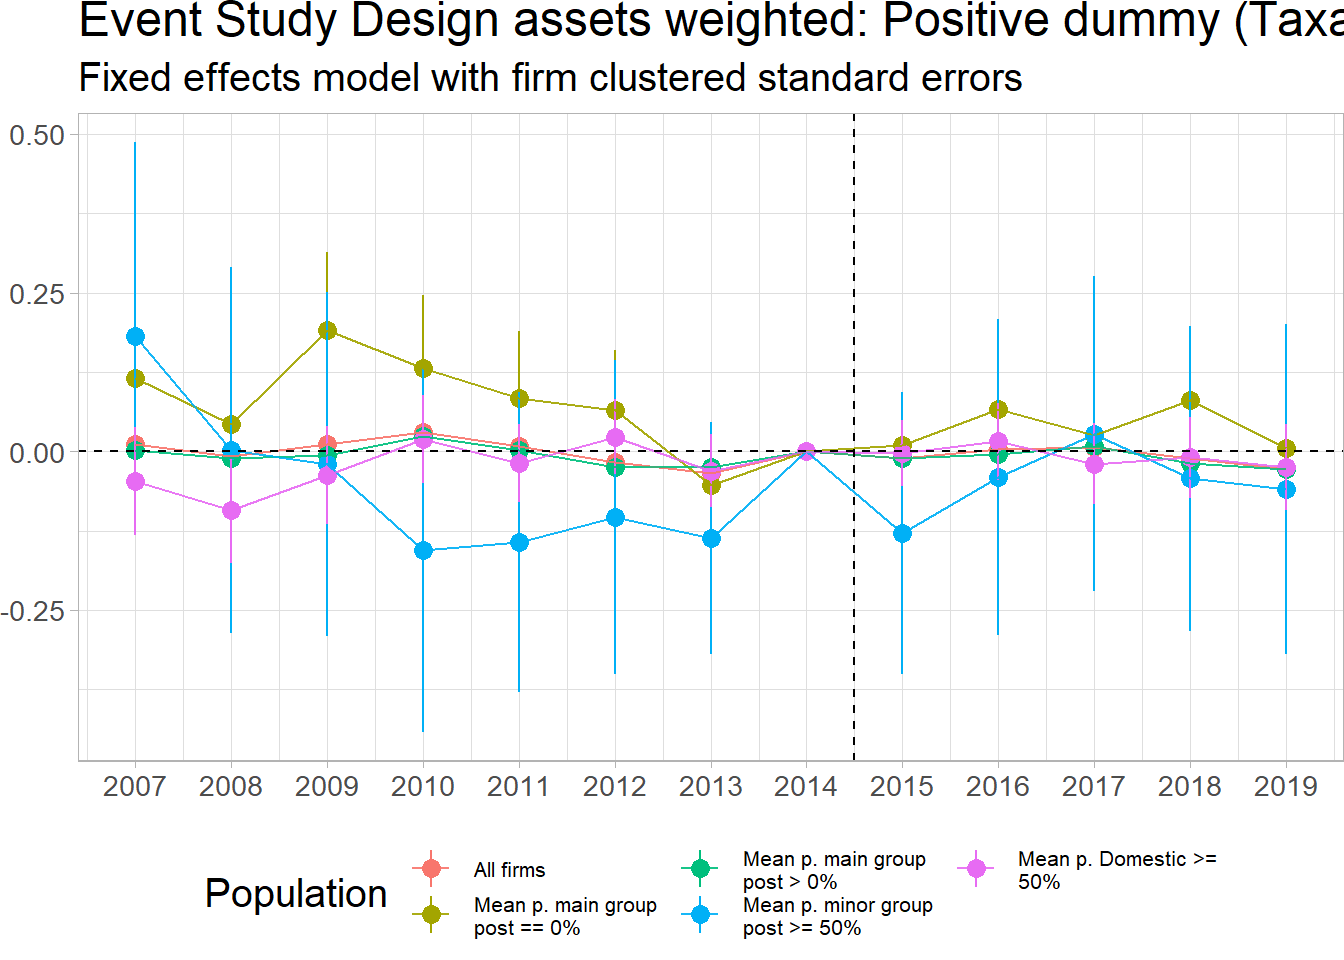 Event Study Design assets weighted: Positive dummy (Taxa
Fixed effects model with firm clustered standard errors
0.50
0.25
0.00
-0.25
2007 2008 2009 2010 2011 2012 2013 2014 2015 2016 2017 2018 2019
Population
All firms
Mean p. main group
post == 0%
Mean p. main group
post > 0%
Mean p. minor group
post >= 50%
Mean p. Domestic >=
50%